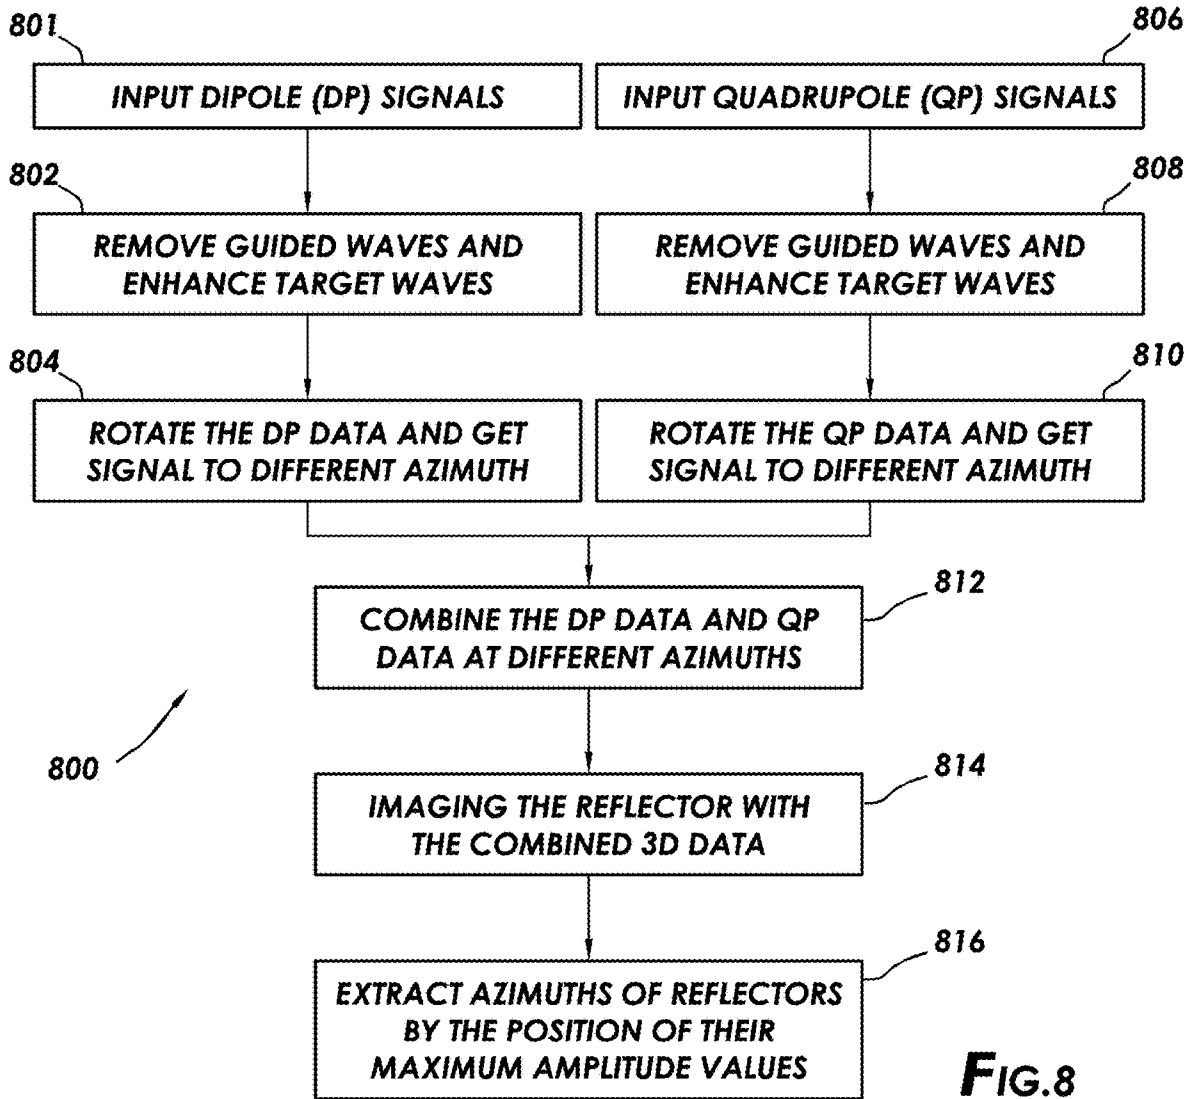 801
INPUT DIPOLE (DP) SIGNALS
806
INPUT QUADRUPOLE (QP) SIGNALS
802
REMOVE GUIDED WAVES AND
ENHANCE TARGET WAVES
808
REMOVE GUIDED WAVES AND
ENHANCE TARGET WAVES
804
ROTATE THE DP DATA AND GET
SIGNAL TO DIFFERENT AZIMUTH
810
ROTATE THE QP DATA AND GET
SIGNAL TO DIFFERENT AZIMUTH
812
COMBINE THE DP DATA AND QP
DATA AT DIFFERENT AZIMUTHS
800
814
IMAGING THE REFLECTOR WITH
THE COMBINED 3D DATA
816
EXTRACT AZIMUTHS OF REFLECTORS
BY THE POSITION OF THEIR
MAXIMUM AMPLITUDE VALUES
FIG.8